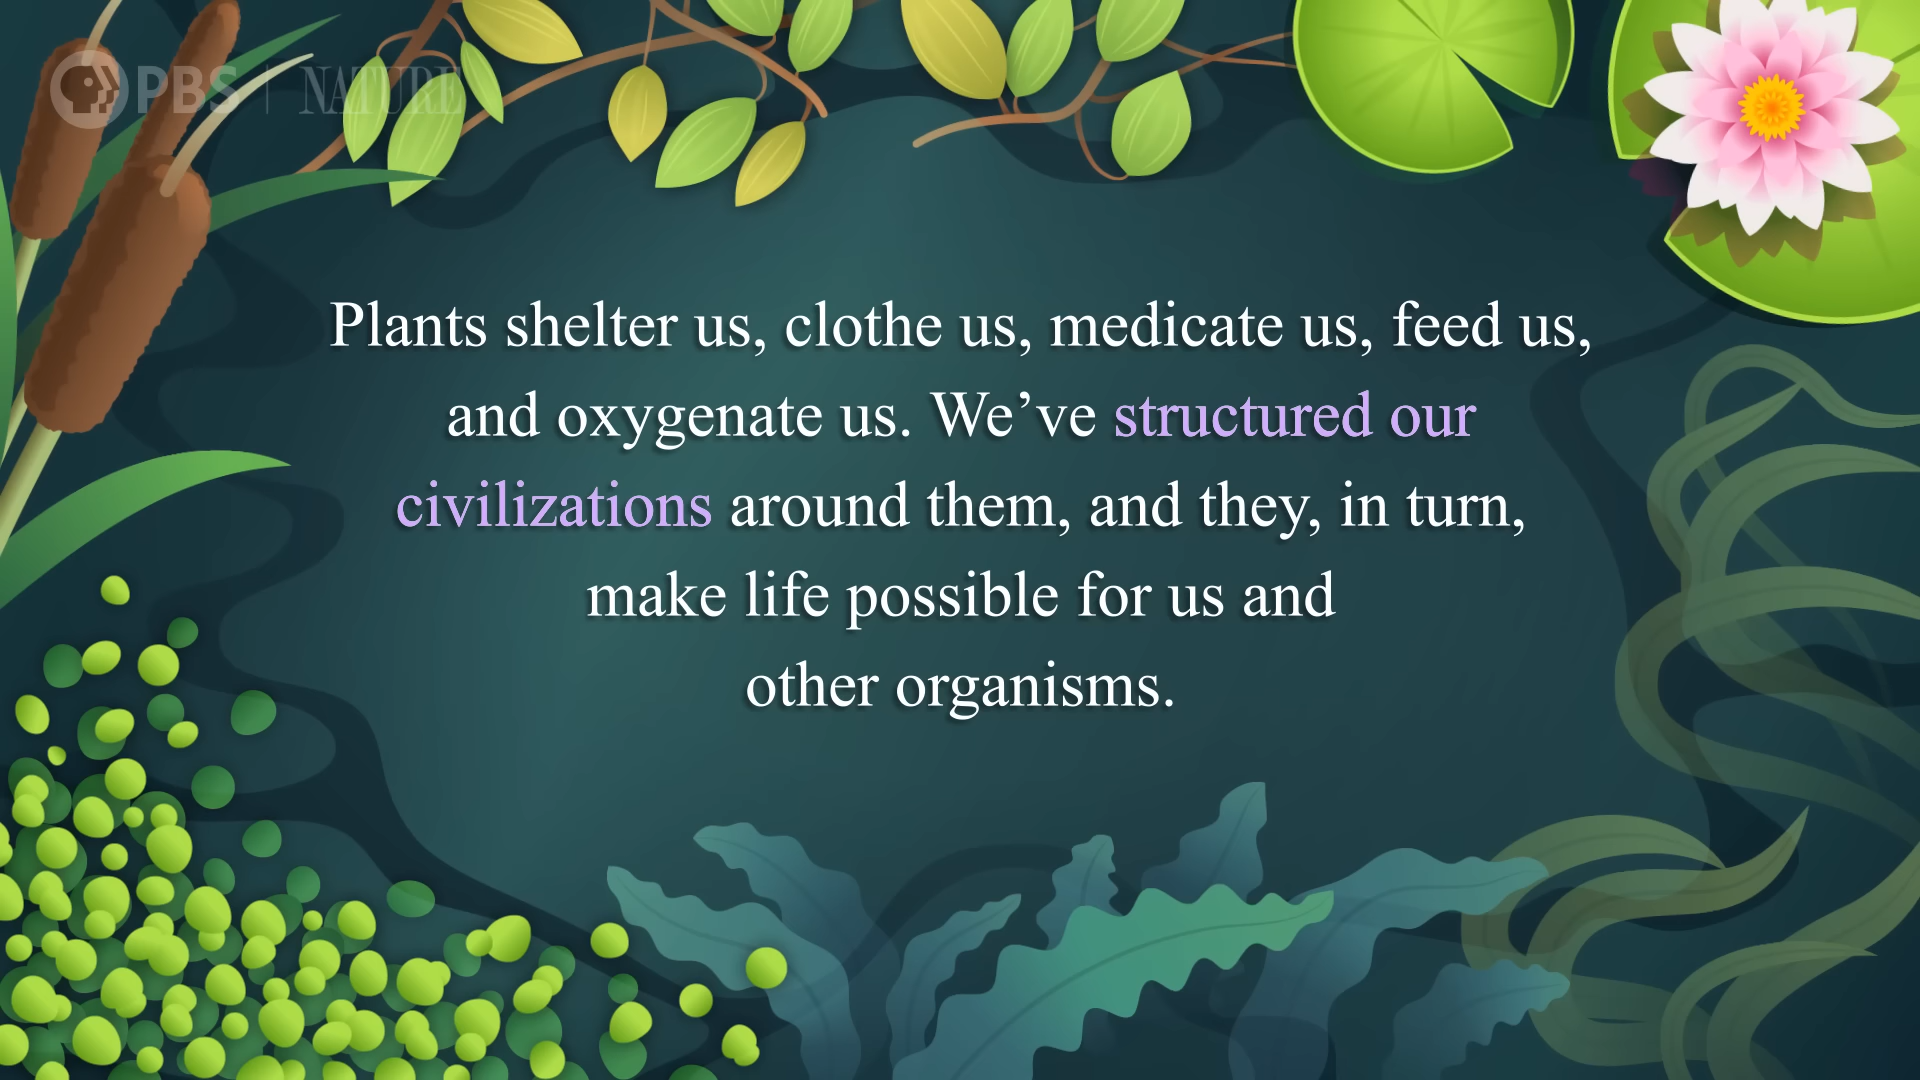 PBS | NATURE
Plants shelter us, clothe us, medicate us, feed us,
and oxygenate us. We’ve structured our
civilizations around them, and they, in turn,
make life possible for us and
other organisms.